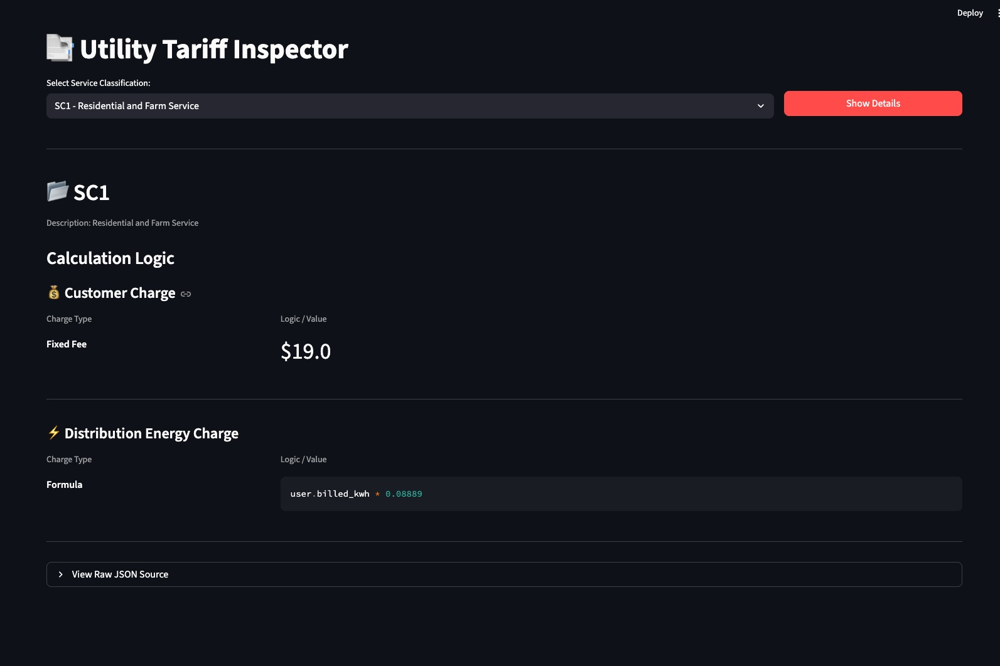 Deploy
Utility Tariff Inspector
Select Service Classification:
SC1 - Residential and Farm Service
Show Details
SC1
Description: Residential and Farm Service
Calculation Logic
Customer Charge
Charge Type
Logic / Value
Fixed Fee
$19.0
Distribution Energy Charge
Charge Type
Logic / Value
Formula
user.billed_kwh * 0.08889
View Raw JSON Source